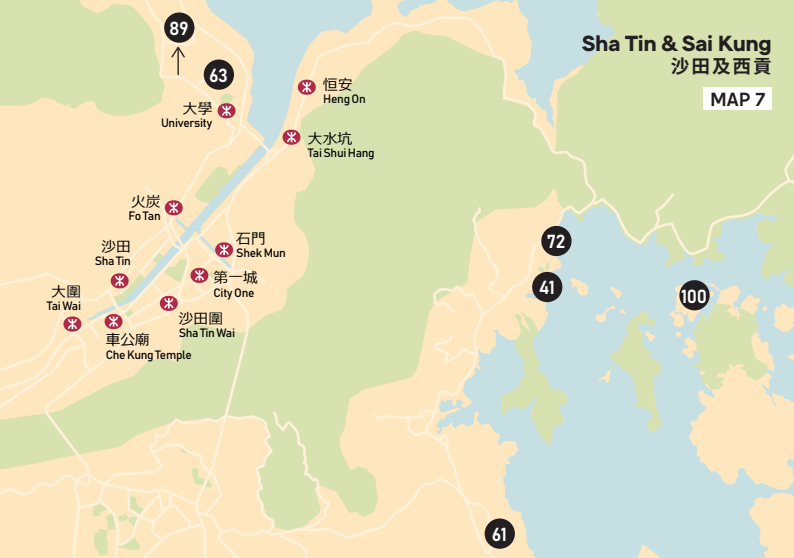 Sha Tin & Sai Kung
沙田及西貢
MAP 7
89
63
恒安
Heng On
大學
University
大水坑
Tai Shui Hang
火炭
Fo Tan
石門
Shek Mun
沙田
Sha Tin
第一城
City One
大圍
Tai Wai
沙田圍
Sha Tin Wai
車公廟
Che Kung Temple
72
41
100
61